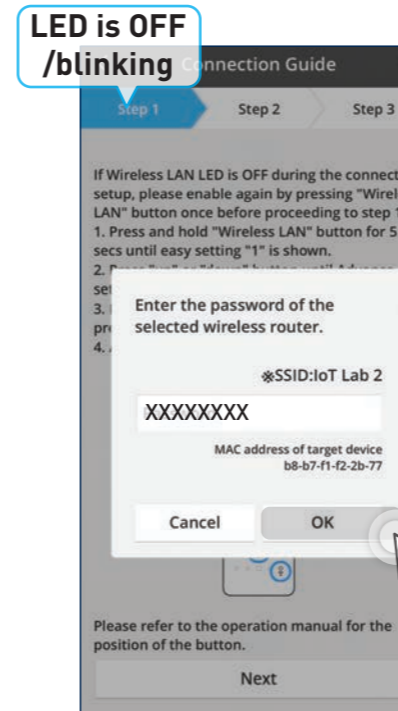 LED is OFF
/blinking
Connection Guide
Step 1
Step 2
Step 3
If Wireless LAN LED is OFF during the
setup, please enable again by pressing
LAN" button once before proceeding to step
1. Press and hold "Wireless LAN" button for 5
secs until easy setting "1" is shown.
2.
3.
4.
Enter the password of the
selected wireless router.
※SSID:IoT Lab 2
XXXXXXXX
MAC address of target device
b8-b7-f1-f2-2b-77
Cancel
OK
Please refer to the operation manual for the
position of the button.
Next